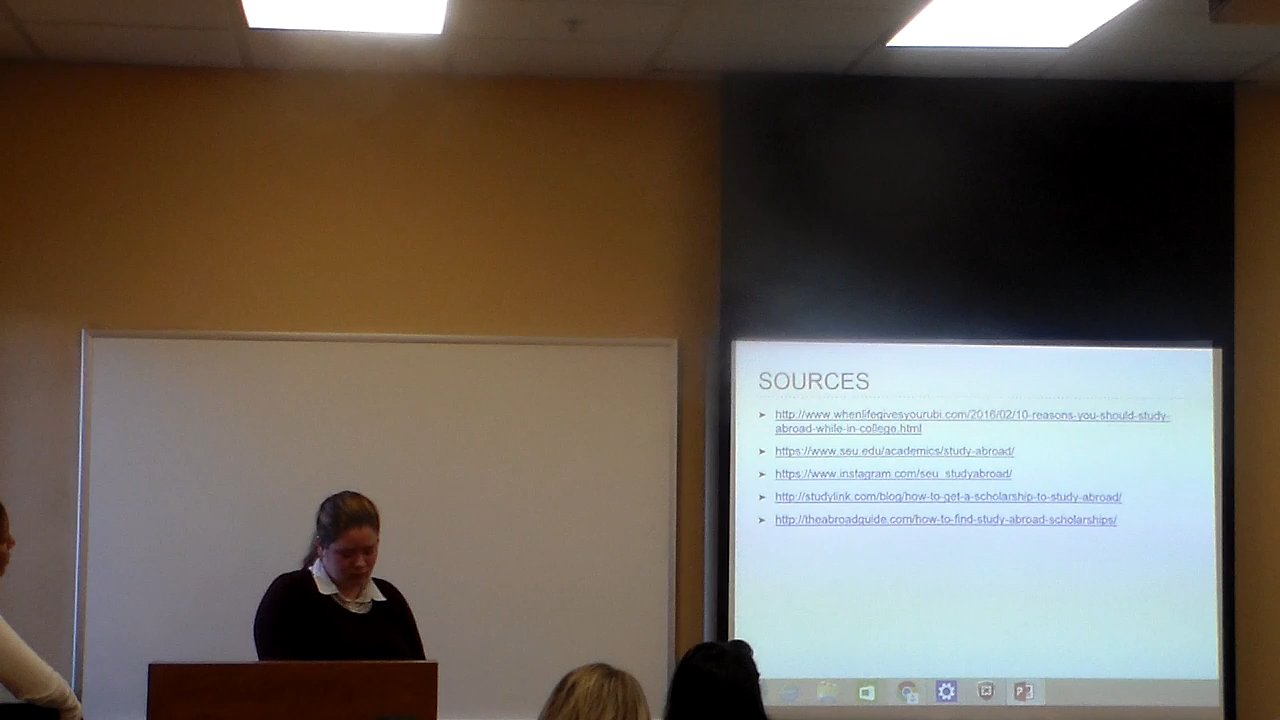 SOURCES
http://www.whenlifegivesyourubi.com/2016/02/10-reasons-you-should-study-
abroad-while-in-college.html
https://www.seu.edu/academics/study-abroad/
https://www.instagram.com/seu_studyabroad/
http://studylink.com/blog/how-to-get-a-scholarship-to-study-abroad/
http://theabroadguide.com/how-to-find-study-abroad-scholarships/